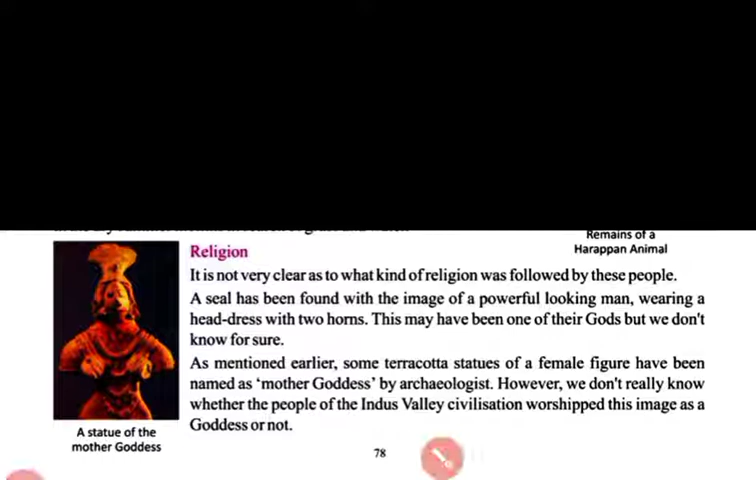 Remains of a
Harappan Animal
Religion
It is not very clear as to what kind of religion was followed by these people.
A seal has been found with the image of a powerful looking man, wearing a
head-dress with two horns. This may have been one of their Gods but we don't
know for sure.
As mentioned earlier, some terracotta statues of a female figure have been
named as 'mother Goddess' by archaeologist. However, we don't really know
whether the people of the Indus Valley civilisation worshipped this image as a
Goddess or not.
A statue of the
mother Goddess
78